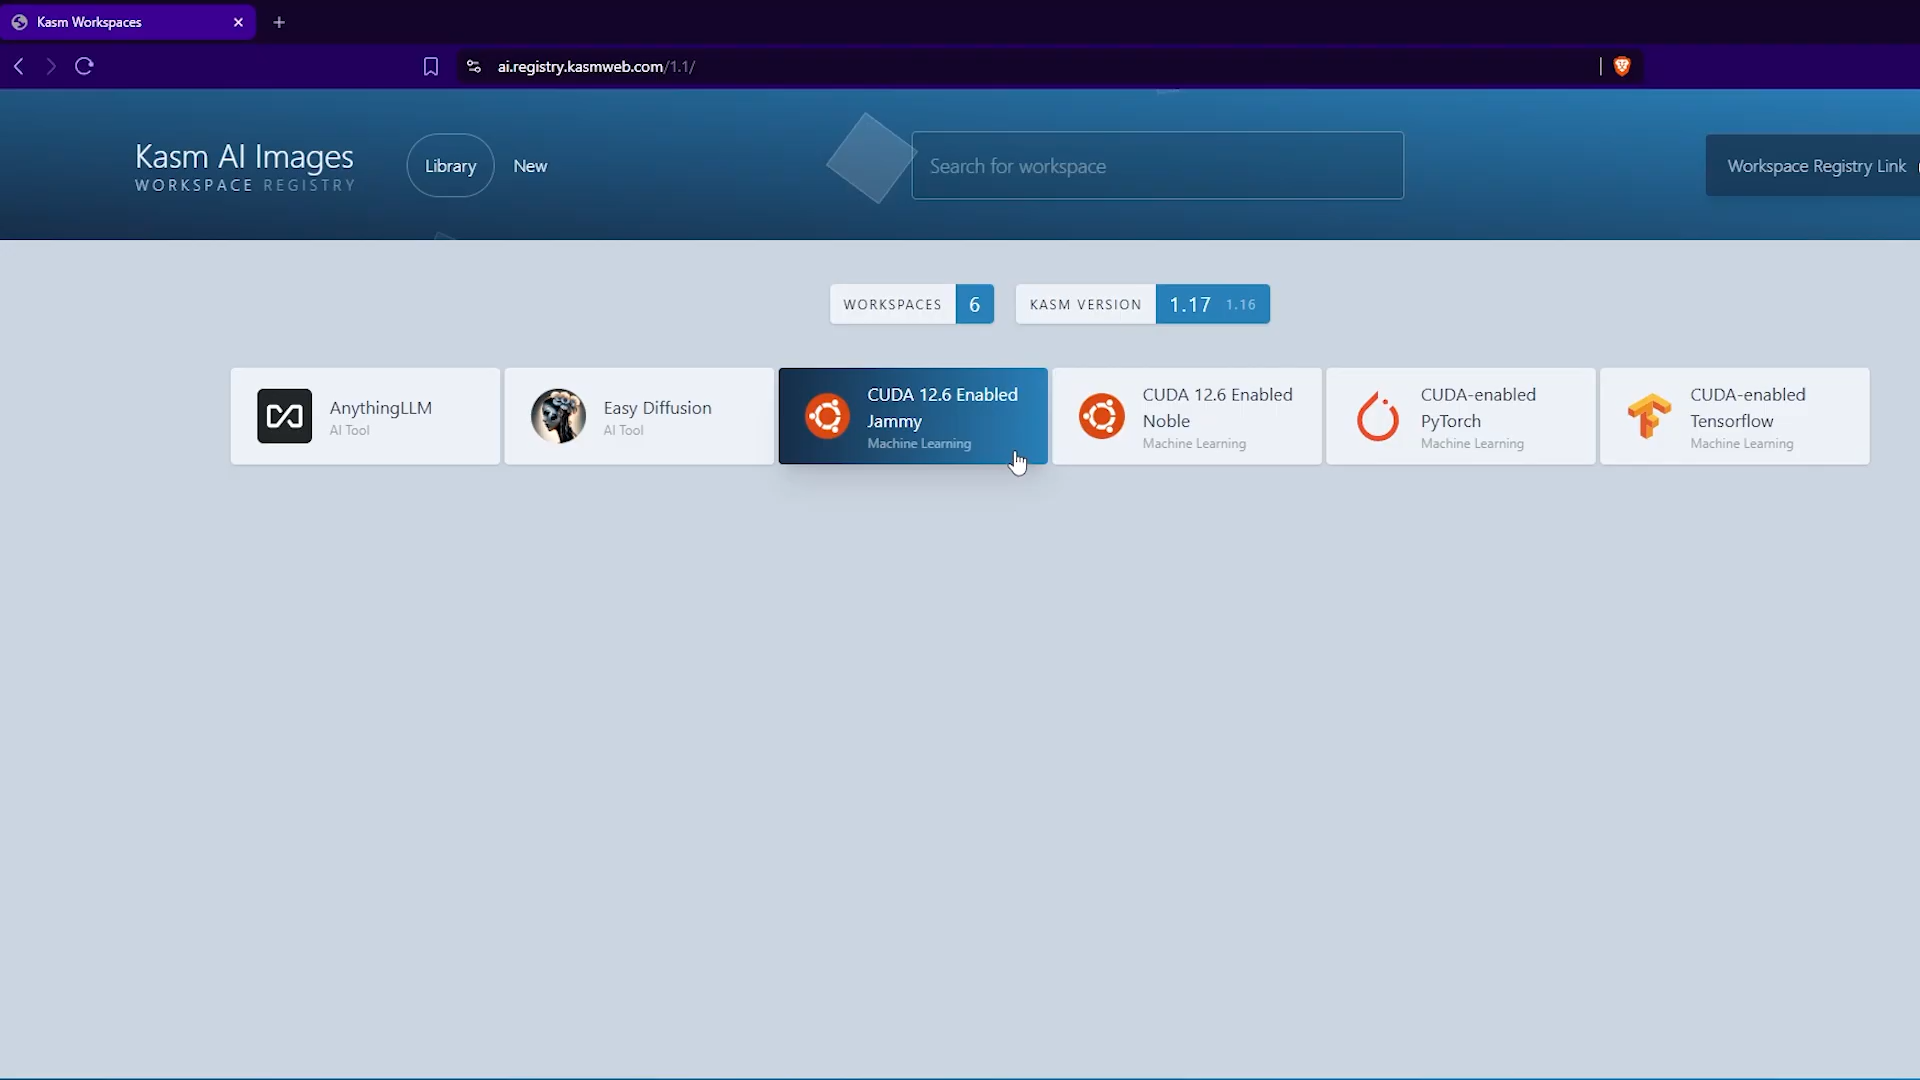 Kasm Workspaces
ai.registry.kasmweb.com/1.1/
Kasm AI Images
WORKSPACE REGISTRY
Library
New
Search for workspace
Workspace Registry Link
WORKSPACES 6
KASM VERSION 1.17 1.16
AnythingLLM
AI Tool
Easy Diffusion
AI Tool
CUDA 12.6 Enabled
Jammy
Machine Learning
CUDA 12.6 Enabled
Noble
Machine Learning
CUDA-enabled
PyTorch
Machine Learning
CUDA-enabled
Tensorflow
Machine Learning